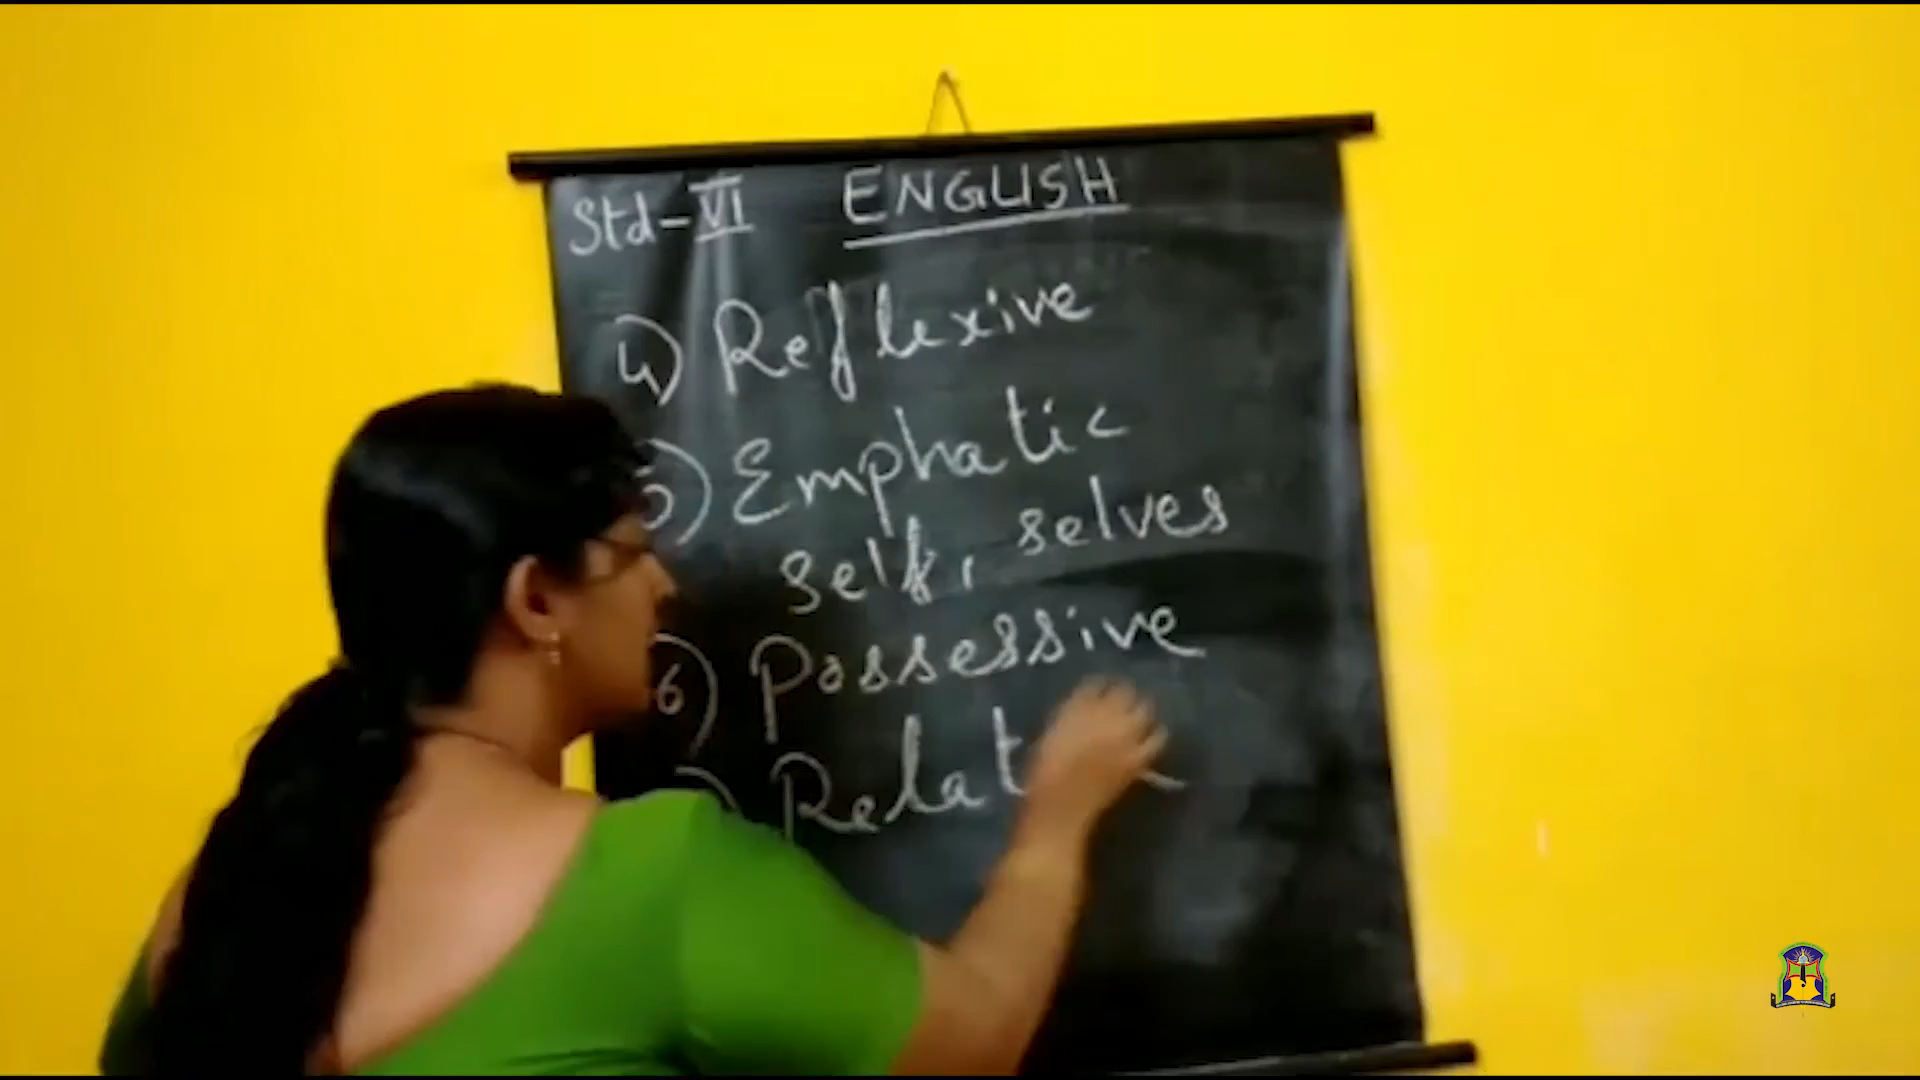 Std-VI ENGLISH
4) Reflexive
5) Emphatic
self, selves
6) Possessive
Relat